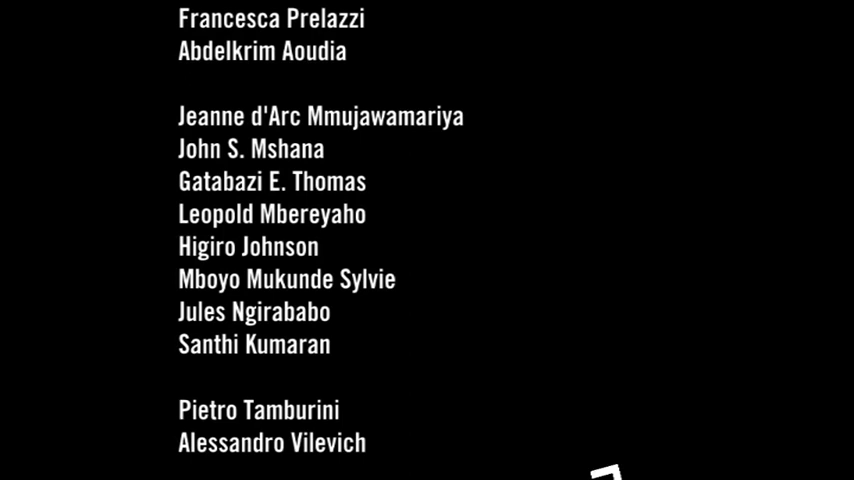 Francesca Prelazzi
Abdelkrim Aoudia
Jeanne d'Arc Mmujawamariya
John S. Mshana
Gatabazi E. Thomas
Leopold Mbereyaho
Higiro Johnson
Mboyo Mukunde Sylvie
Jules Ngirababo
Santhi Kumaran
Pietro Tamburini
Alessandro Vilevich